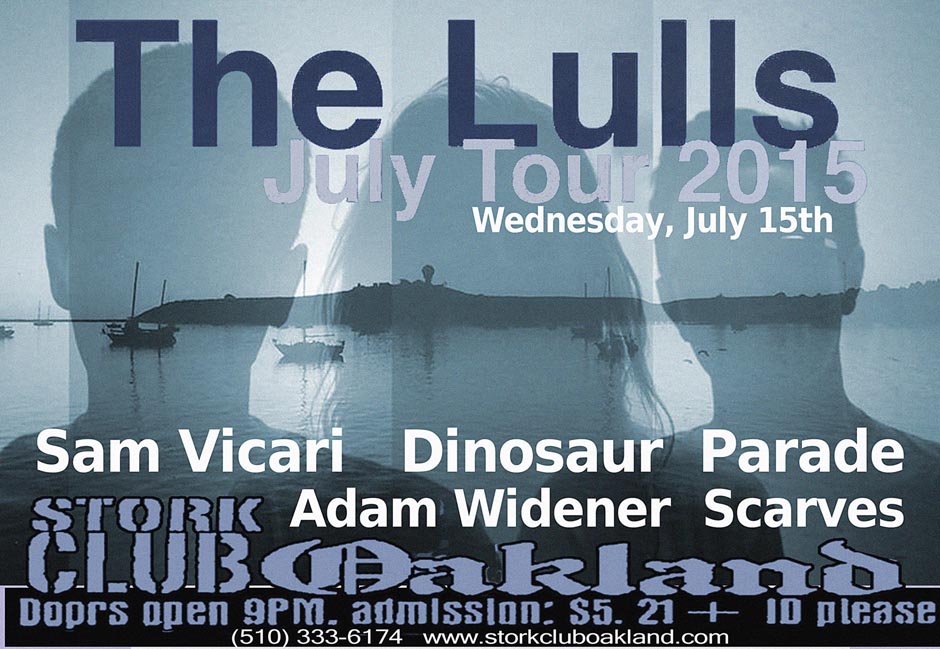 The Lulls
July Tour 2015
Wednesday, July 15th
Sam Vicari Dinosaur Parade
Adam Widener Scarves
STORK
CLUB Oakland
Doors open 9PM. admission: $5. 21 + ID please
(510) 333-6174 www.storkcluboakland.com